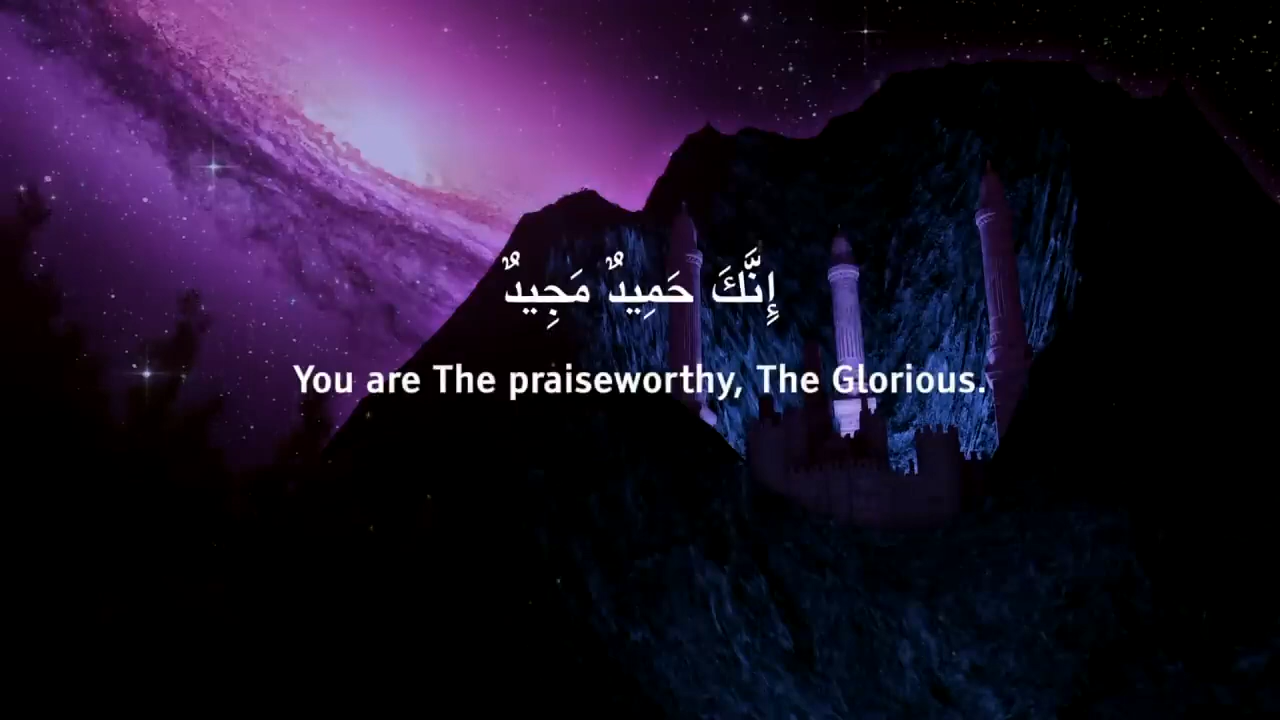 إِنَّكَ حَمِيدٌ مَجِيدٌ
You are The praiseworthy, The Glorious.